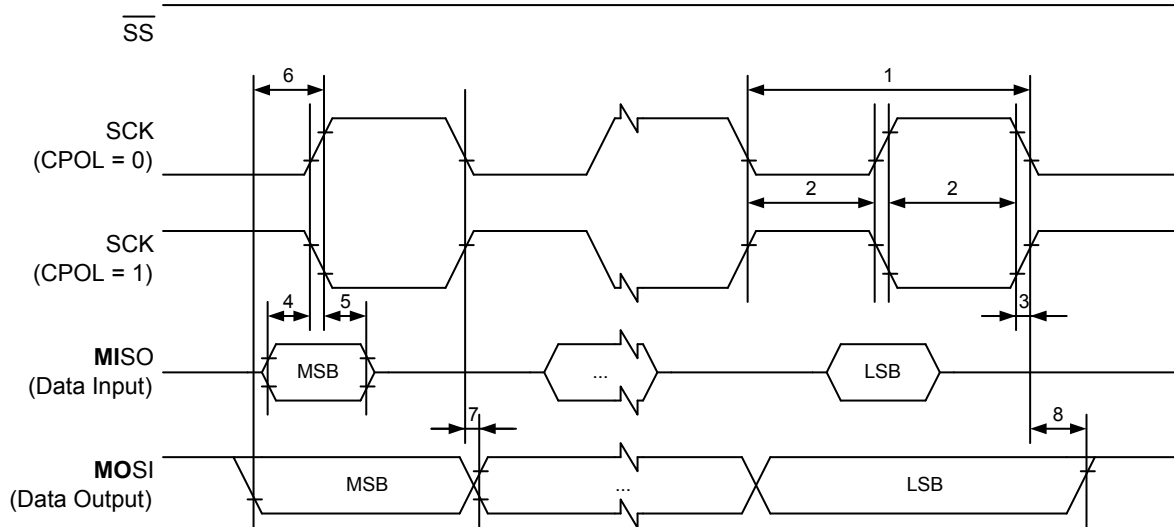 SS
6
1
SCK
(CPOL = 0)
2
2
SCK
(CPOL = 1)
4
5
3
MISO
(Data Input)
MSB
...
LSB
7
8
MOSI
(Data Output)
MSB
...
LSB